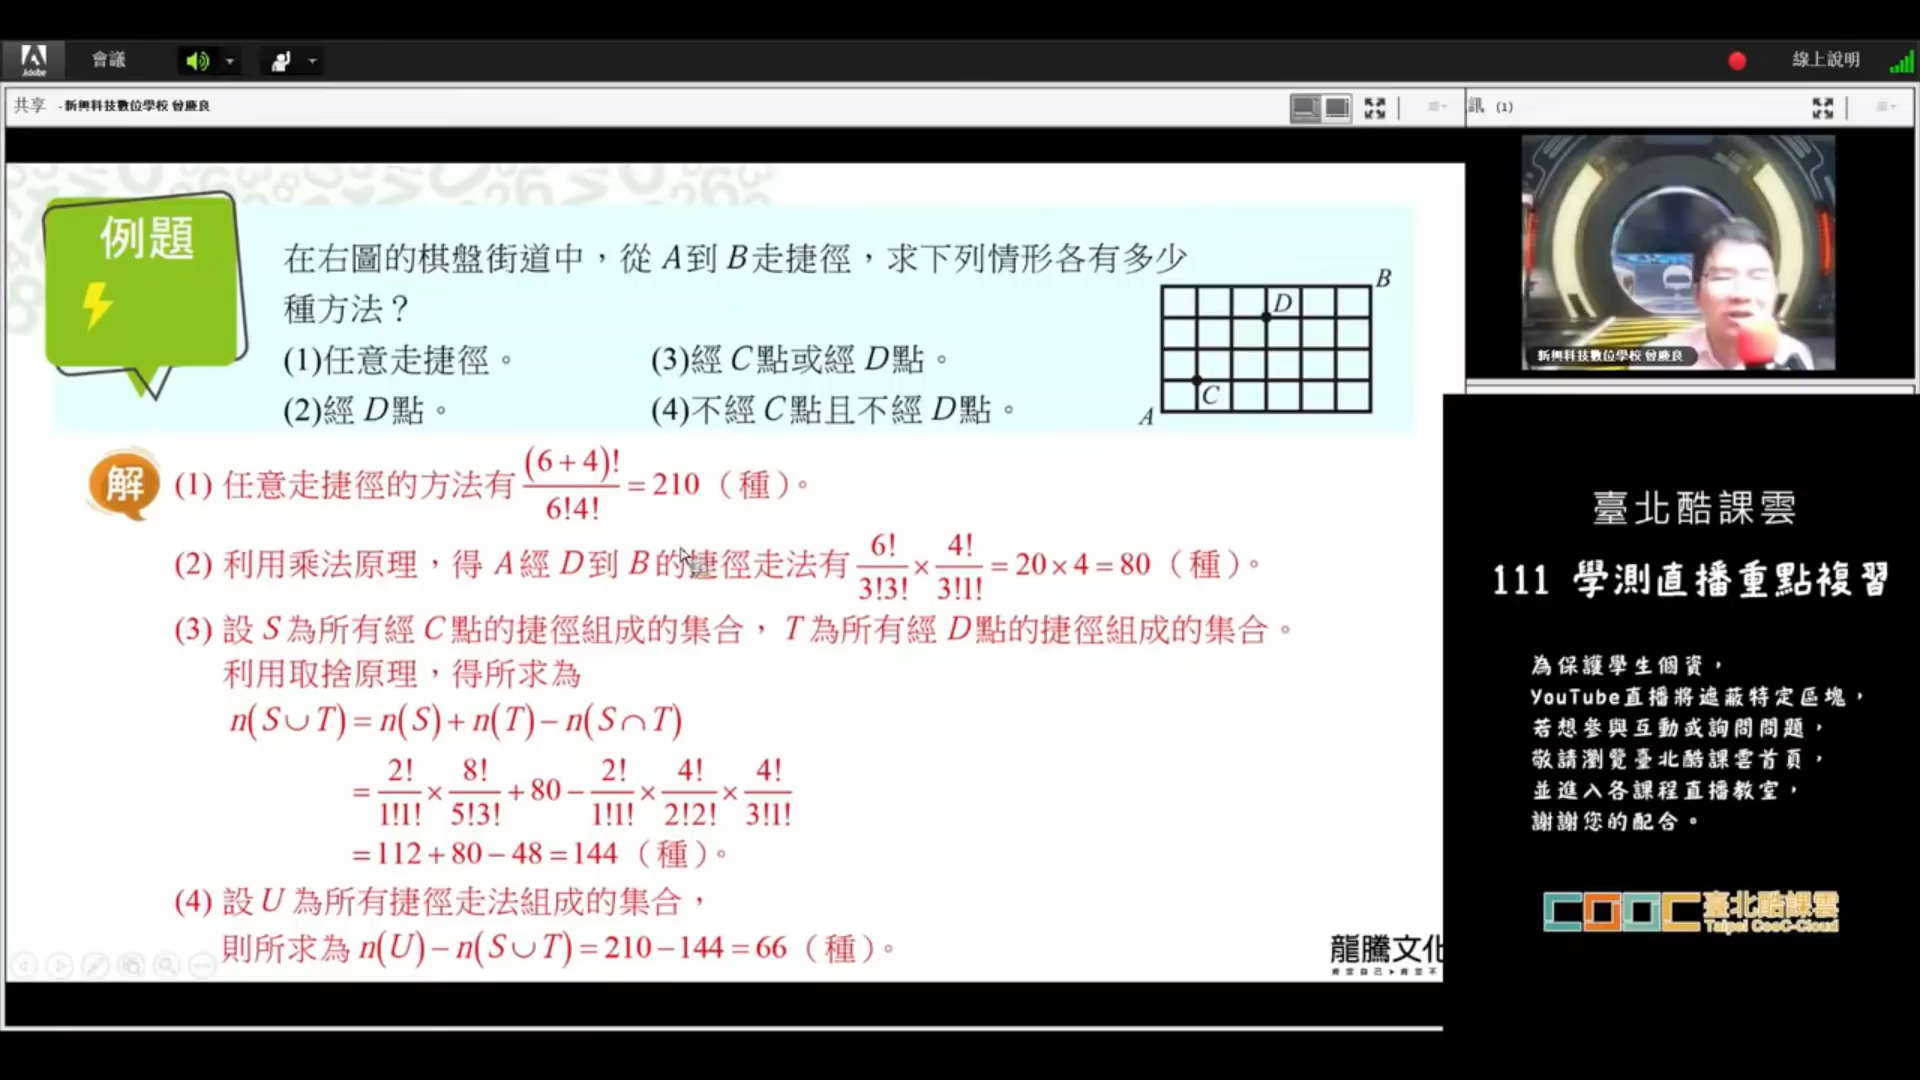 Adobe
會議
線上說明
共享 - 新興科技數位學校 曾慶良
訊 (1)
例題
在右圖的棋盤街道中，從 A 到 B 走捷徑，求下列情形各有多少
種方法？
(1)任意走捷徑。 (3)經 C 點或經 D 點。
(2)經 D 點。 (4)不經 C 點且不經 D 點。
B
D
C
A
解
(1) 任意走捷徑的方法有 (6+4)!/6!4! = 210（種）。
(2) 利用乘法原理，得 A 經 D 到 B 的捷徑走法有 6!/3!3! × 4!/3!1! = 20 × 4 = 80（種）。
(3) 設 S 為所有經 C 點的捷徑組成的集合，T 為所有經 D 點的捷徑組成的集合。
利用取捨原理，得所求為
n(S∪T) = n(S) + n(T) − n(S∩T)
= 2!/1!1! × 8!/5!3! + 80 − 2!/1!1! × 4!/2!2! × 4!/3!1!
= 112 + 80 − 48 = 144（種）。
(4) 設 U 為所有捷徑走法組成的集合，
則所求為 n(U) − n(S∪T) = 210 − 144 = 66（種）。
龍騰文化
新興科技數位學校 曾慶良
臺北酷課雲
111 學測直播重點複習
為保護學生個資，
YouTube直播將遮蔽特定區塊，
若想參與互動或詢問問題，
敬請瀏覽臺北酷課雲首頁，
並進入各課程直播教室，
謝謝您的配合。
COOC 臺北酷課雲
Taipei CooC-Cloud